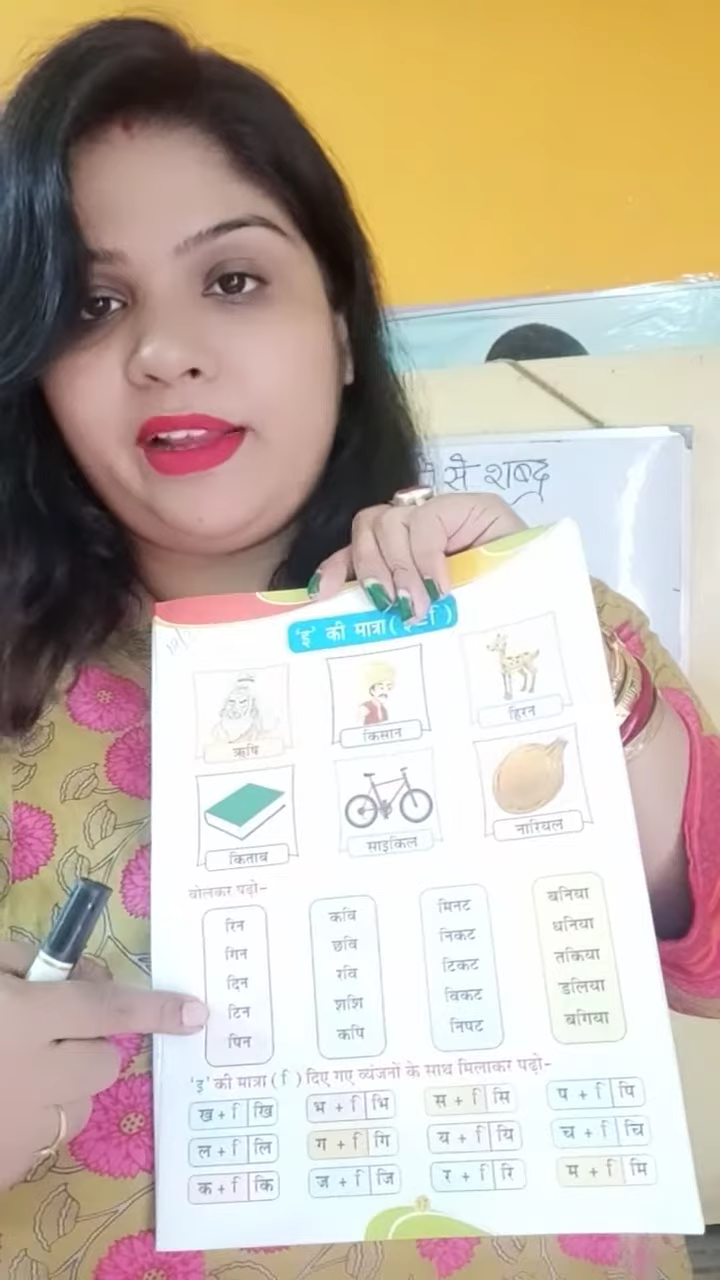 से शब्द
'इ' की मात्रा ( इ=ि )
ऋषि
किसान
हिरन
किताब
साइकिल
नारियल
बोलकर पढ़ो-
रिन
गिन
दिन
टिन
पिन
कवि
छवि
रवि
शशि
कपि
मिनट
निकट
टिकट
विकट
निपट
बनिया
धनिया
तकिया
डलिया
बगिया
'इ' की मात्रा ( ि ) दिए गए व्यंजनों के साथ मिलाकर पढ़ो-
ख + ि खि भ + ि भि स + ि सि प + ि पि
ल + ि लि ग + ि गि य + ि यि च + ि चि
क + ि कि ज + ि जि र + ि रि म + ि मि